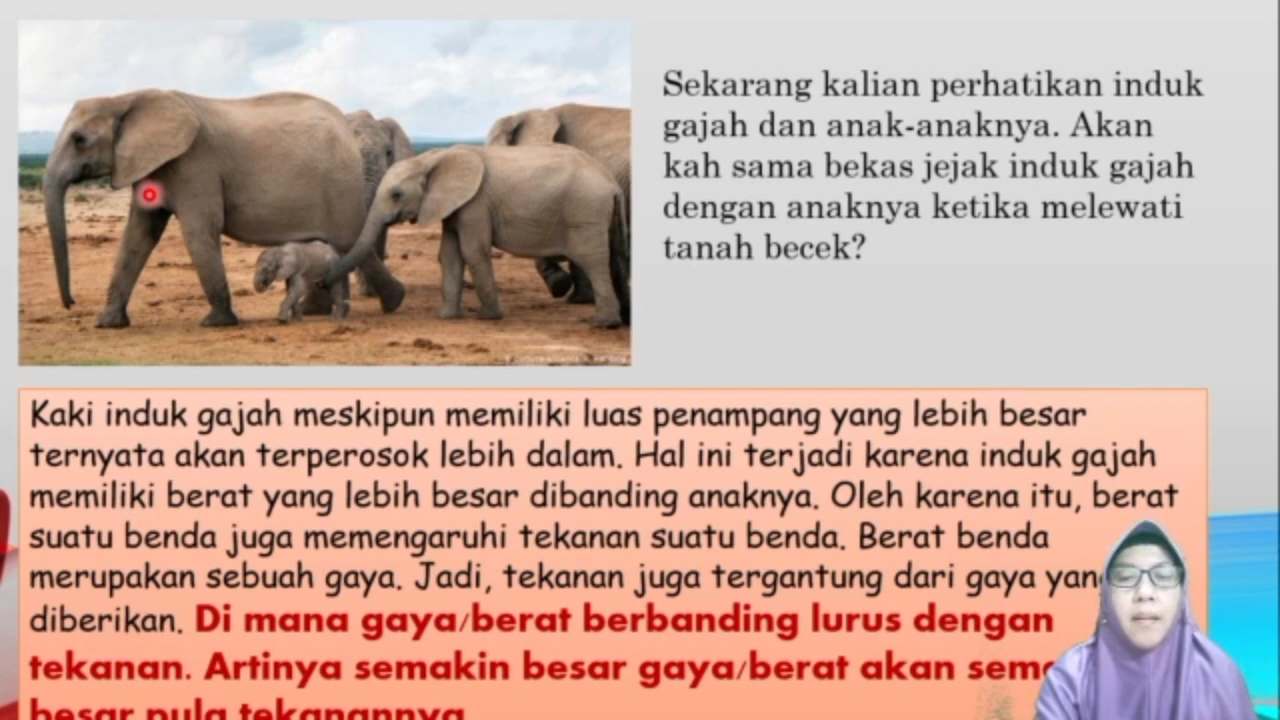 Sekarang kalian perhatikan induk
gajah dan anak-anaknya. Akan
kah sama bekas jejak induk gajah
dengan anaknya ketika melewati
tanah becek?
Kaki induk gajah meskipun memiliki luas penampang yang lebih besar
ternyata akan terperosok lebih dalam. Hal ini terjadi karena induk gajah
memiliki berat yang lebih besar dibanding anaknya. Oleh karena itu, berat
suatu benda juga memengaruhi tekanan suatu benda. Berat benda
merupakan sebuah gaya. Jadi, tekanan juga tergantung dari gaya
diberikan. Di mana gaya/berat berbanding lurus dengan
tekanan. Artinya semakin besar gaya/berat akan
besar pula tekanannya